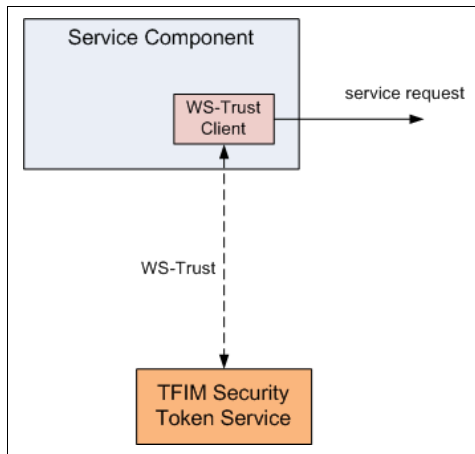 Service Component
service request
WS-Trust
Client
WS-Trust
TFIM Security
Token Service